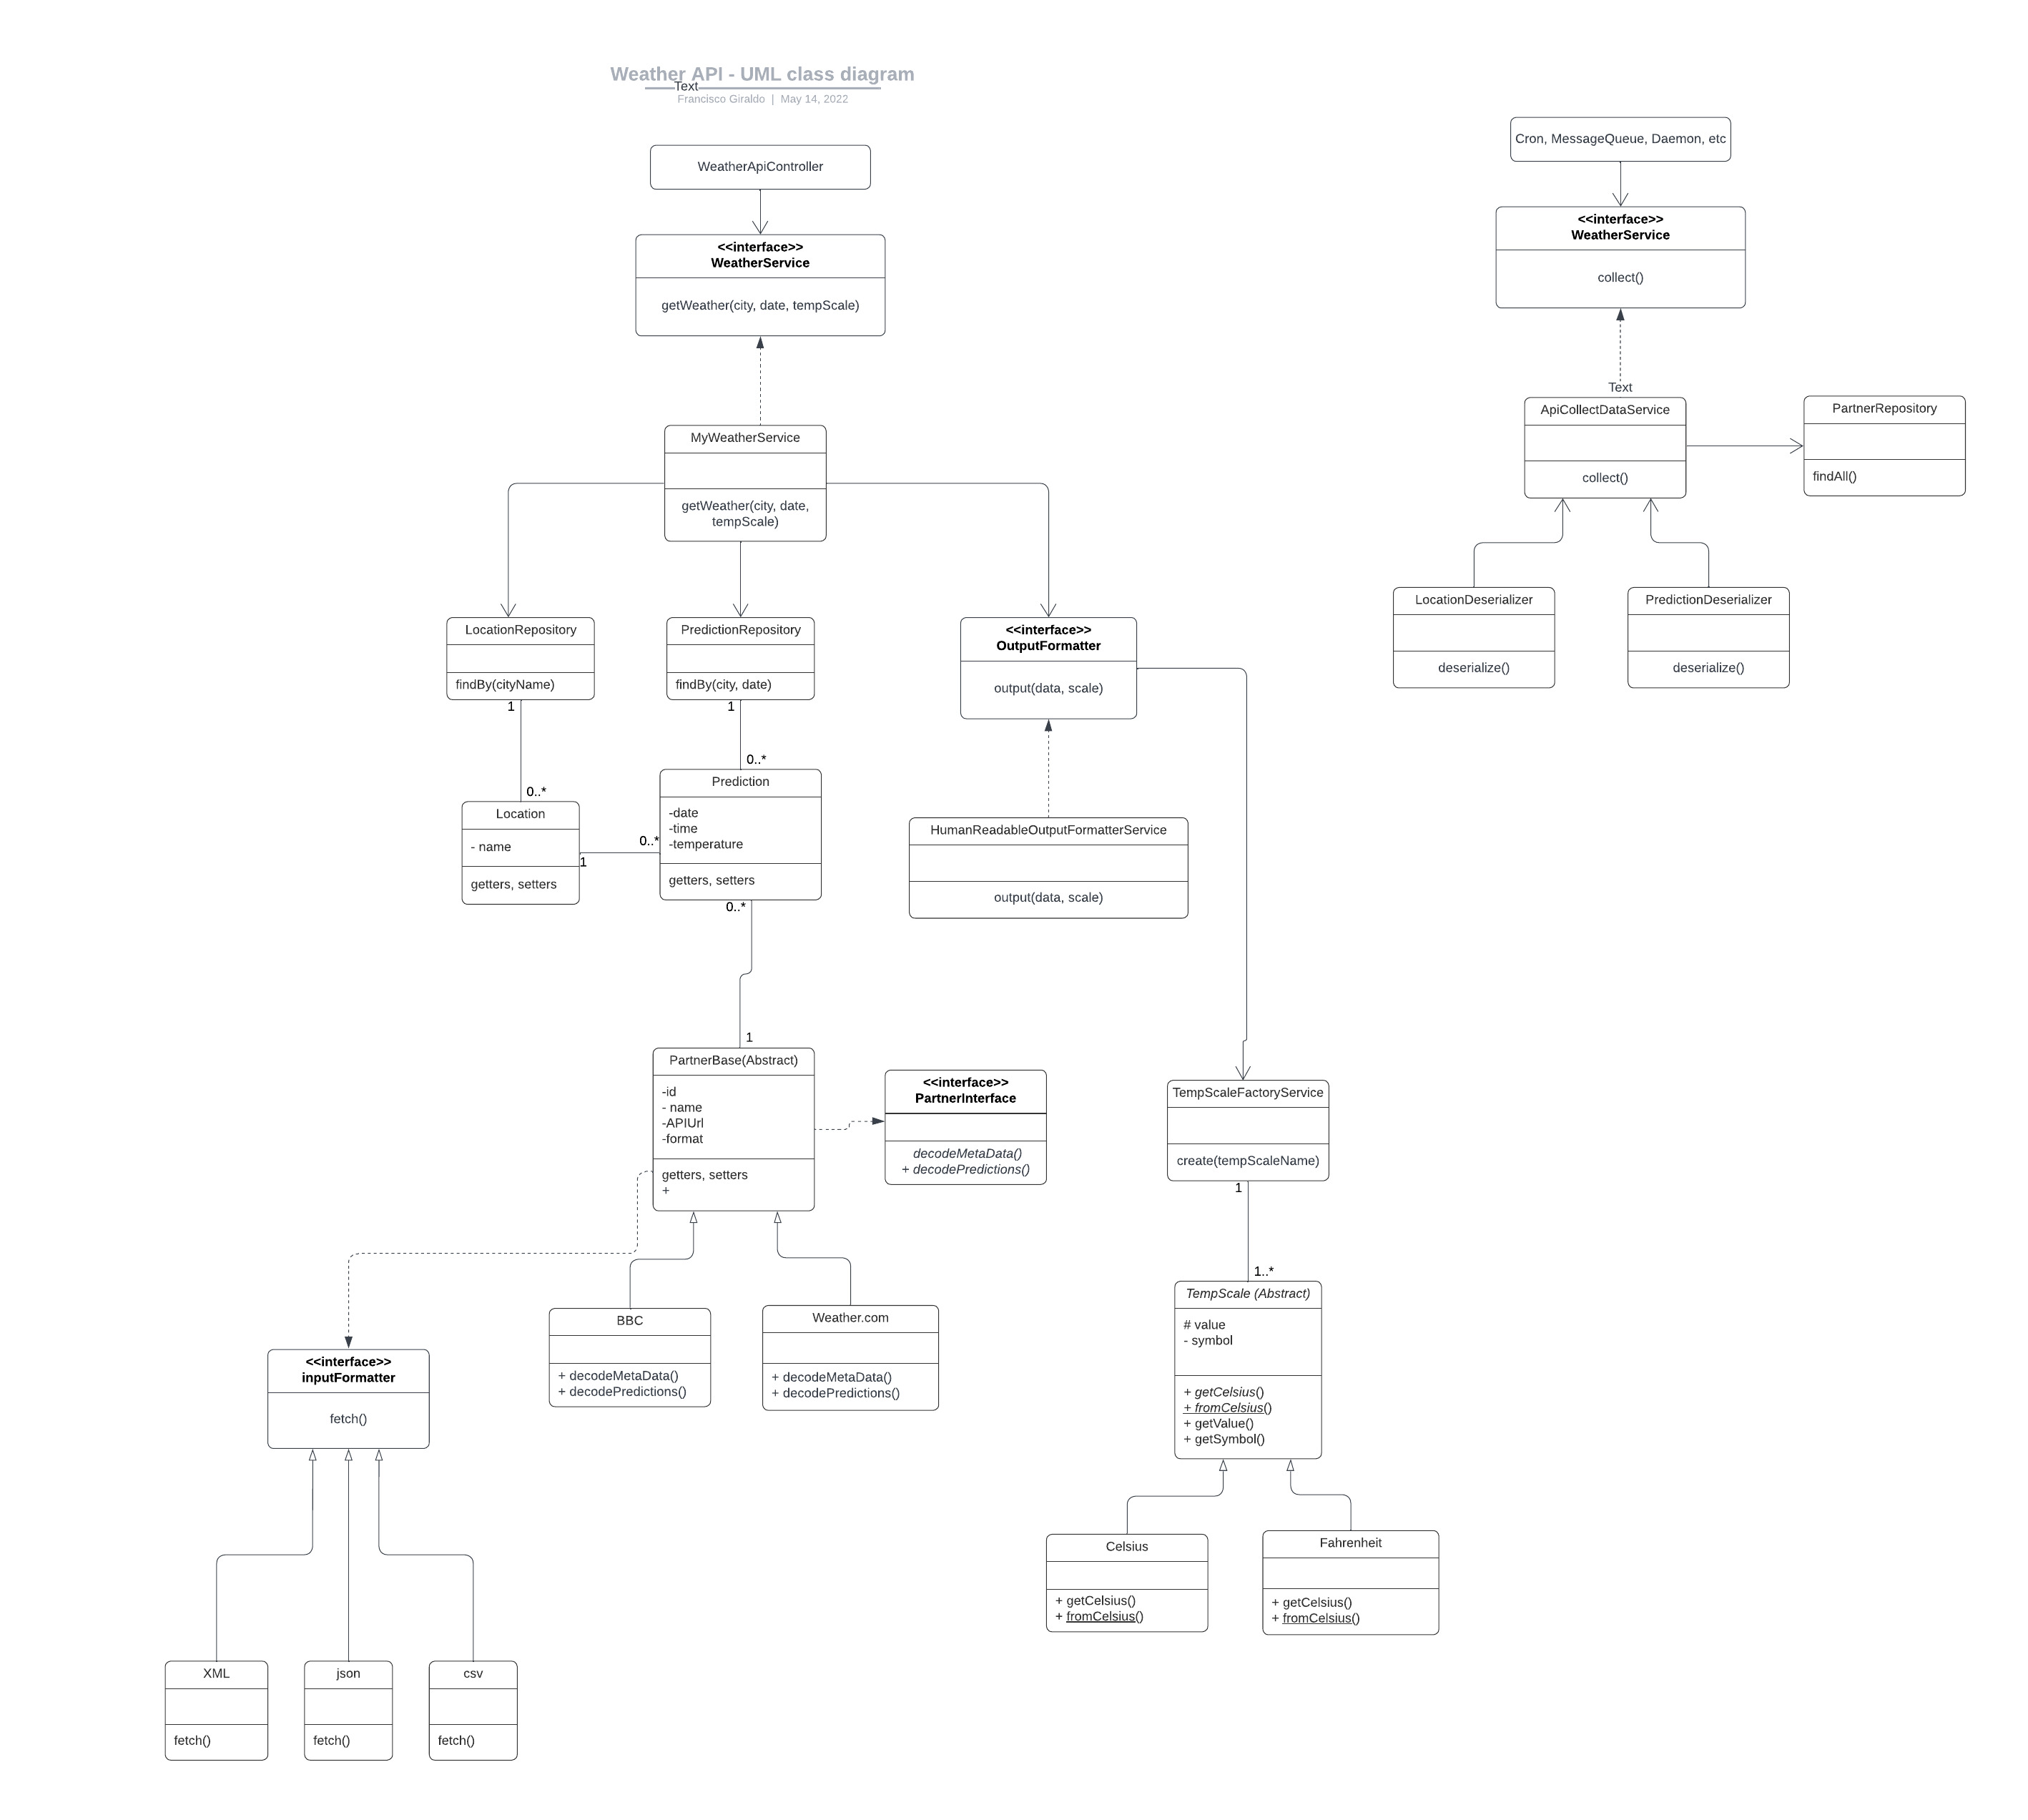 Weather API - UML class diagram
Text
Francisco Giraldo | May 14, 2022
WeatherApiController
<<interface>>
WeatherService
getWeather(city, date, tempScale)
MyWeatherService
getWeather(city, date,
tempScale)
LocationRepository
findBy(cityName)
1
0..*
PredictionRepository
findBy(city, date)
1
0..*
<<interface>>
OutputFormatter
output(data, scale)
Location
- name
getters, setters
1
0..*
Prediction
-date
-time
-temperature
getters, setters
0..*
1
HumanReadableOutputFormatterService
output(data, scale)
PartnerBase(Abstract)
-id
- name
-APIUrl
-format
getters, setters
+
<<interface>>
PartnerInterface
decodeMetaData()
+ decodePredictions()
BBC
+ decodeMetaData()
+ decodePredictions()
Weather.com
+ decodeMetaData()
+ decodePredictions()
<<interface>>
inputFormatter
fetch()
XML
fetch()
json
fetch()
csv
fetch()
TempScaleFactoryService
create(tempScaleName)
1
1..*
TempScale (Abstract)
# value
- symbol
+ getCelsius()
+ fromCelsius()
+ getValue()
+ getSymbol()
Celsius
+ getCelsius()
+ fromCelsius()
Fahrenheit
+ getCelsius()
+ fromCelsius()
Cron, MessageQueue, Daemon, etc
<<interface>>
WeatherService
collect()
Text
ApiCollectDataService
collect()
PartnerRepository
findAll()
LocationDeserializer
deserialize()
PredictionDeserializer
deserialize()